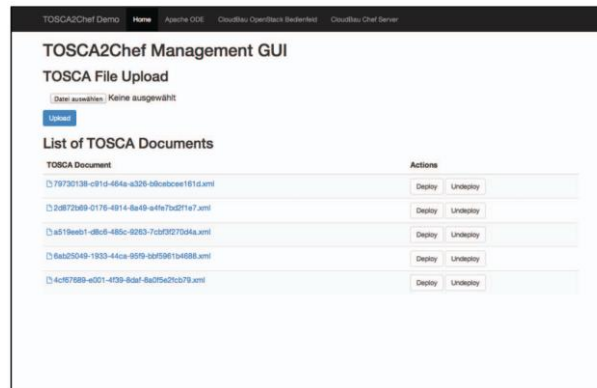 TOSCA2Chef Demo Home Apache ODE CloudBau OpenStack Bedienfeld CloudBau Chef Server
TOSCA2Chef Management GUI
TOSCA File Upload
Datei auswählen Keine ausgewählt
Upload
List of TOSCA Documents
TOSCA Document Actions
79730138-c91d-464a-a326-b9cebcee161d.xml Deploy Undeploy
2d872b69-0176-4914-8a49-a4fe7bd2f1e7.xml Deploy Undeploy
a519eeb1-d8c6-485c-9263-7cbf3f270d4a.xml Deploy Undeploy
6ab25049-1933-44ca-95f9-bbf5961b4688.xml Deploy Undeploy
4cf67689-e001-4f39-8daf-8a0f5e2fcb79.xml Deploy Undeploy